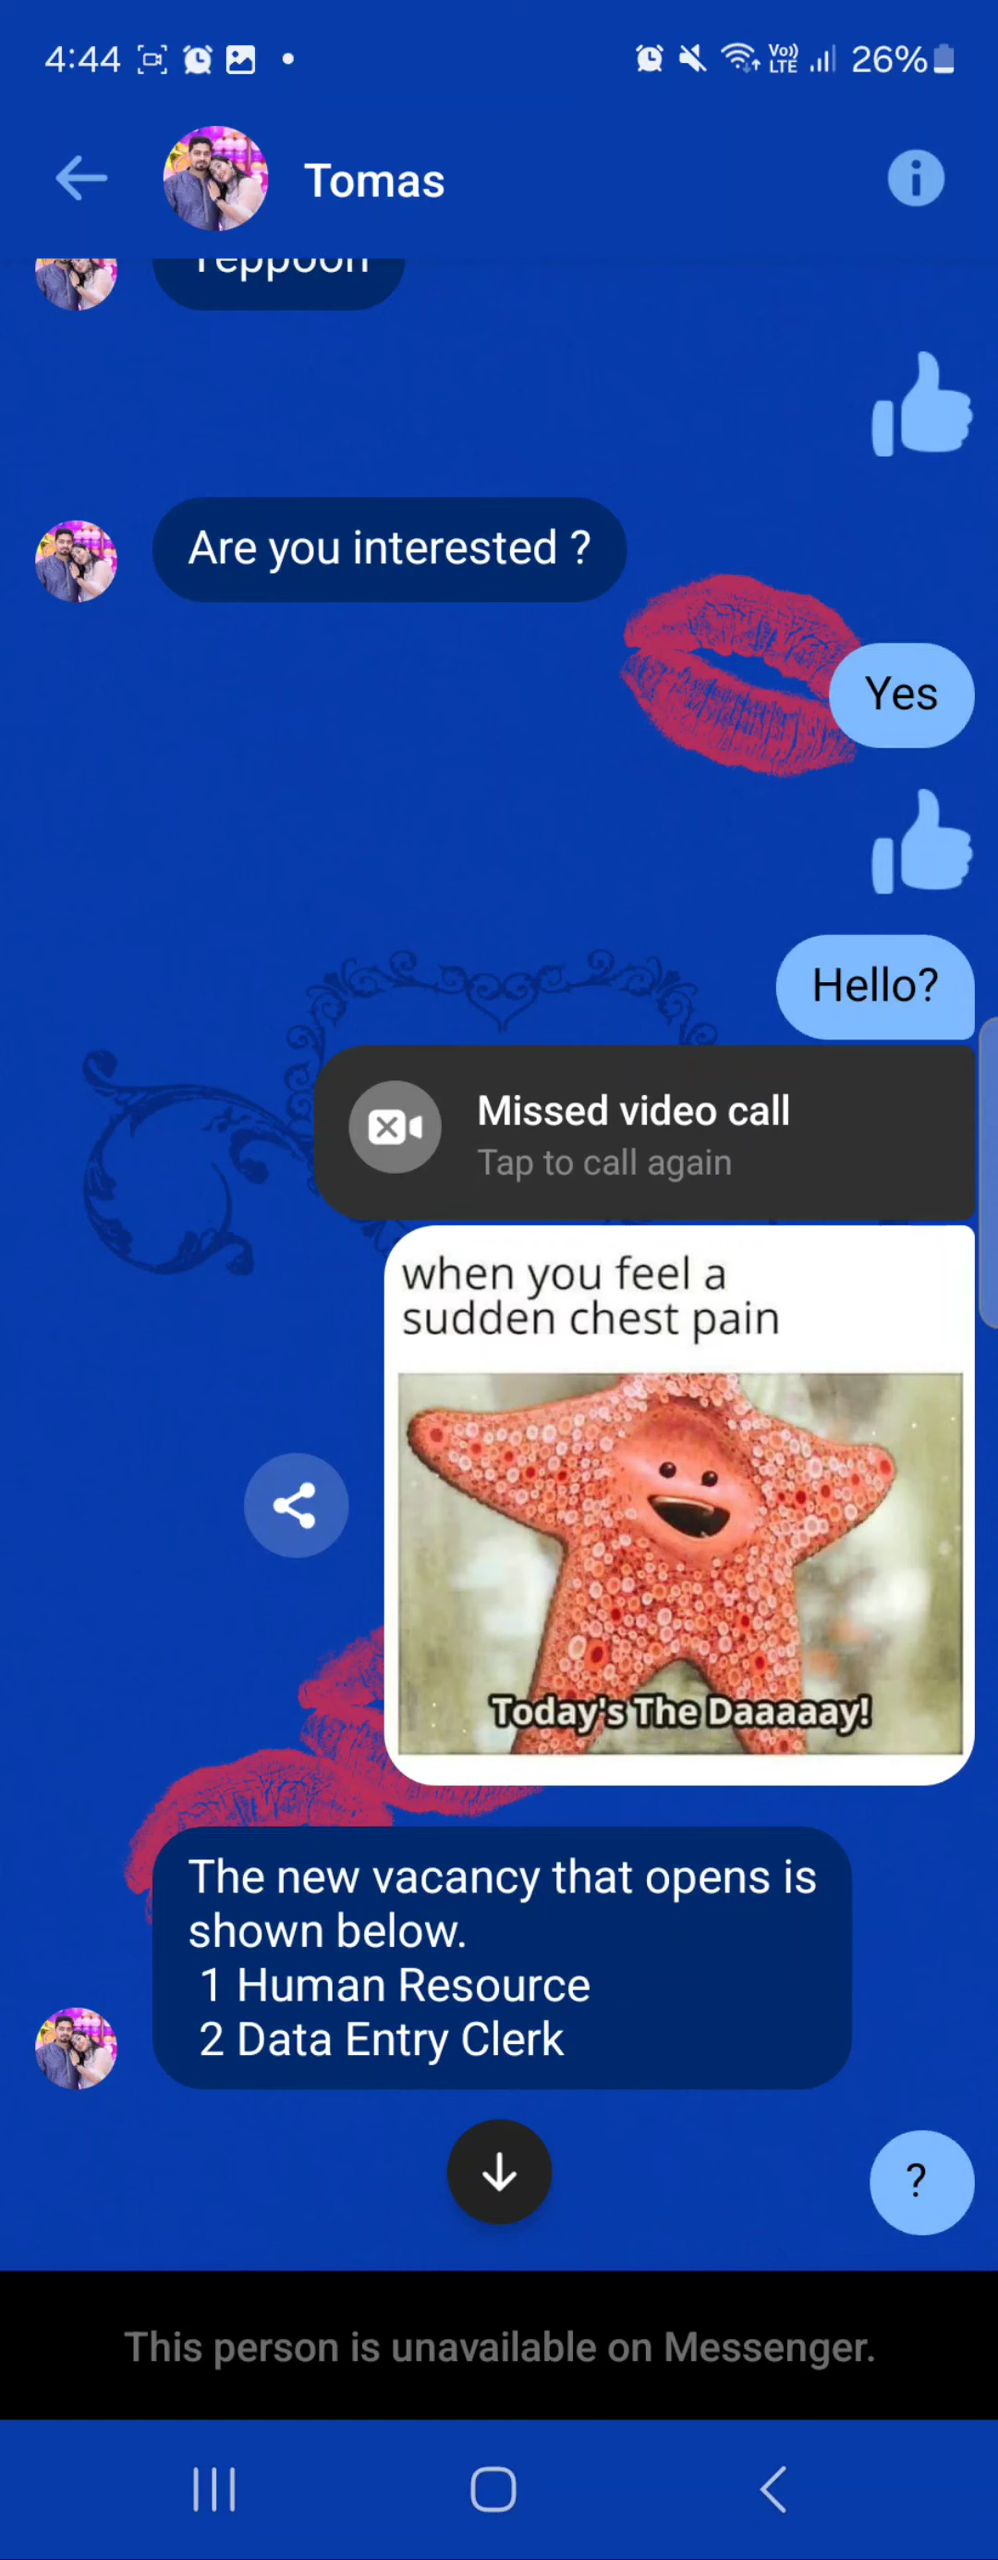 4:44
Vo))
LTE
26%
Tomas
Are you interested ?
Yes
Hello?
Missed video call
Tap to call again
when you feel a
sudden chest pain
Today's The Daaaaay!
The new vacancy that opens is
shown below.
1 Human Resource
2 Data Entry Clerk
?
This person is unavailable on Messenger.